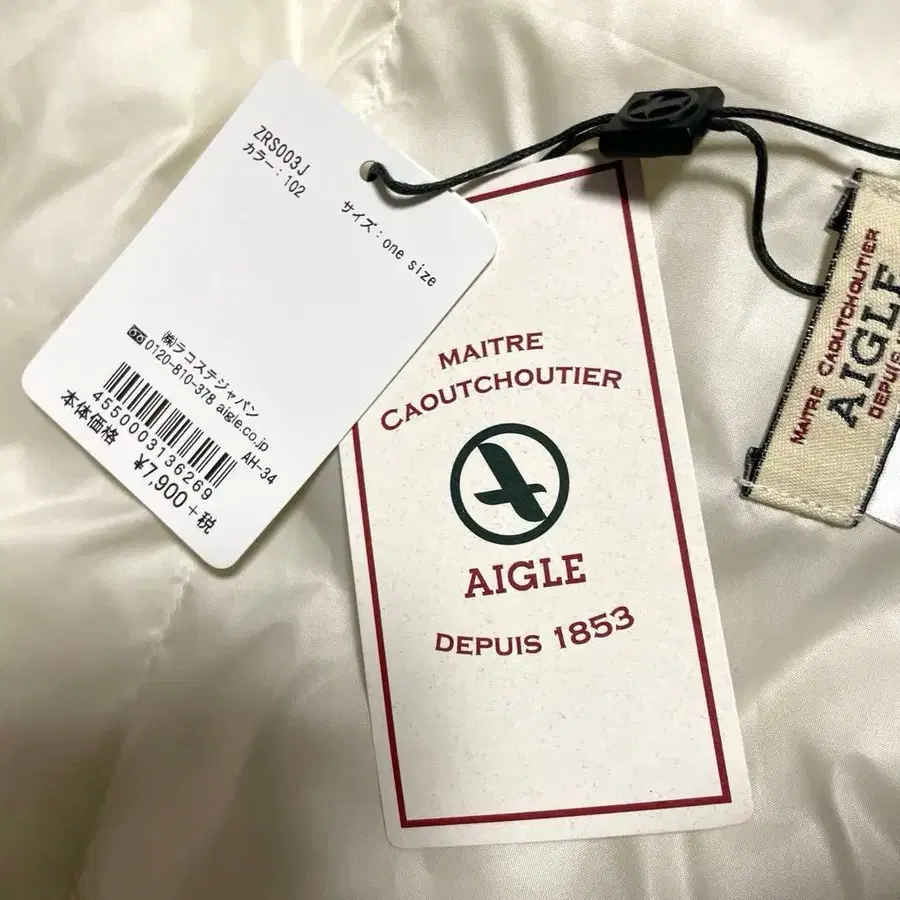 ZRS003J
カラー：102
サイズ：one size
㈱ラコステジャパン
0120-810-378 aigle.co.jp
AH-34
4550003136269
本体価格
¥7,900＋税
MAITRE
CAOUTCHOUTIER
AIGLE
DEPUIS 1853
MAITRE CAOUTCHOUTIER
AIGLE
DEPUIS